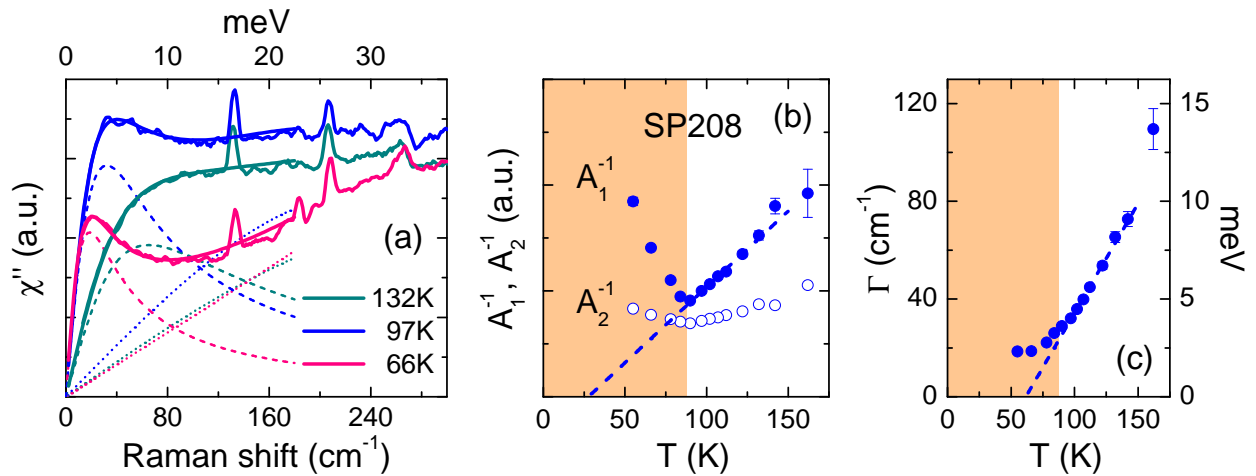 meV
0 10 20 30
χ'' (a.u.)
(a)
132K
97K
66K
0 80 160 240
Raman shift (cm⁻¹)
A₁⁻¹, A₂⁻¹ (a.u.)
SP208
(b)
A₁⁻¹
A₂⁻¹
0 50 100 150
T (K)
Γ (cm⁻¹)
120
80
40
0
(c)
15
10
5
0
meV
0 50 100 150
T (K)